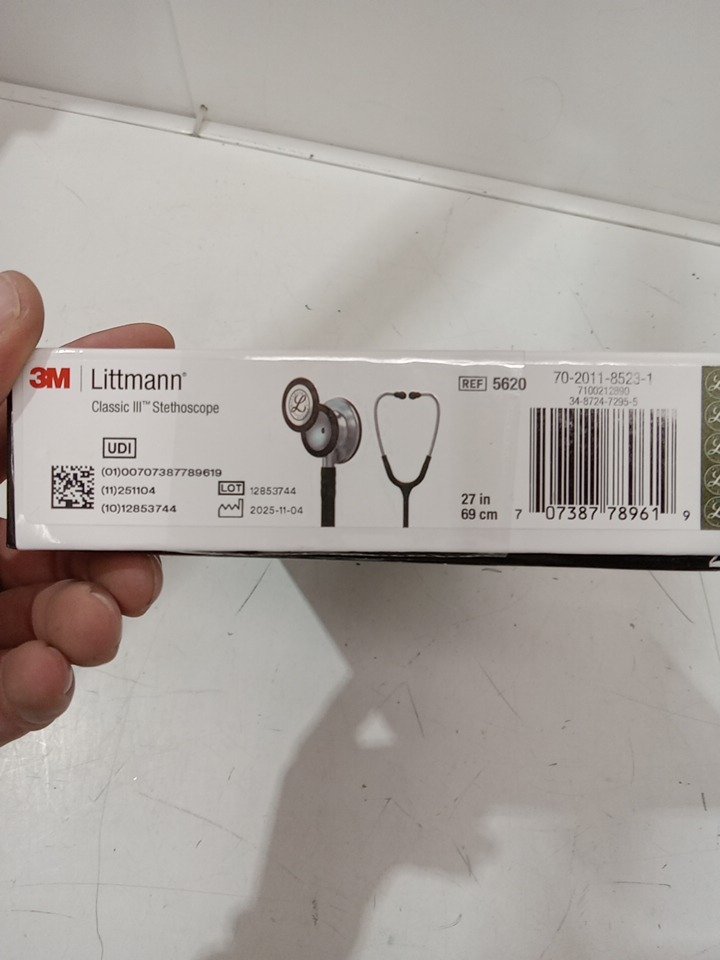 3M | Littmann®
Classic III™ Stethoscope
UDI
(01)00707387789619
(11)251104
(10)12853744
LOT 12853744
2025-11-04
REF 5620
27 in
69 cm
70-2011-8523-1
7100212890
34-8724-7295-5
7 07387 78961 9